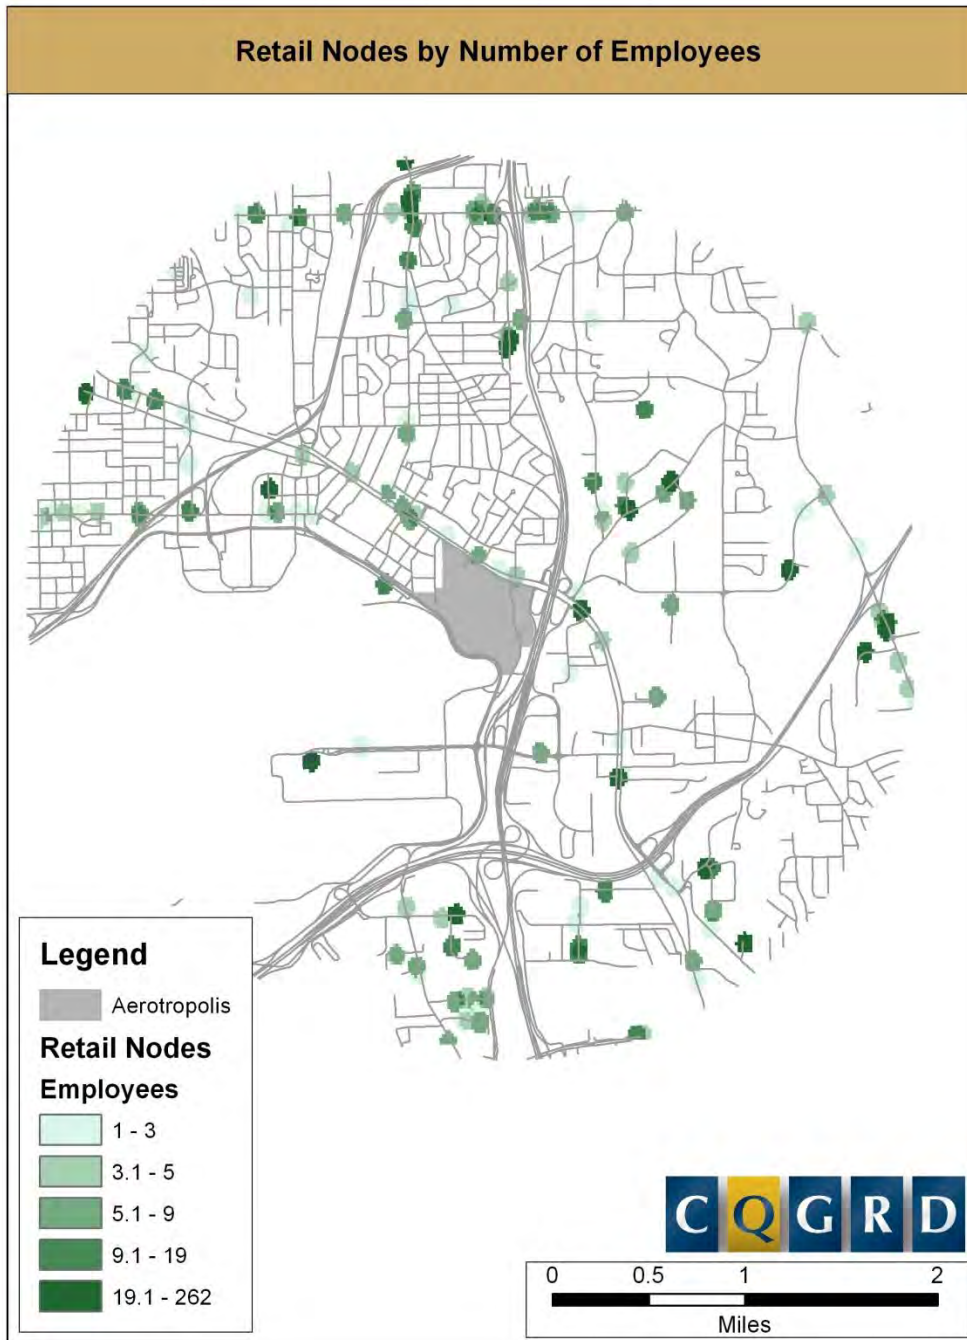 Retail Nodes by Number of Employees
Legend
Aerotropolis
Retail Nodes
Employees
1 - 3
3.1 - 5
5.1 - 9
9.1 - 19
19.1 - 262
CQGRD
0 0.5 1 2
Miles